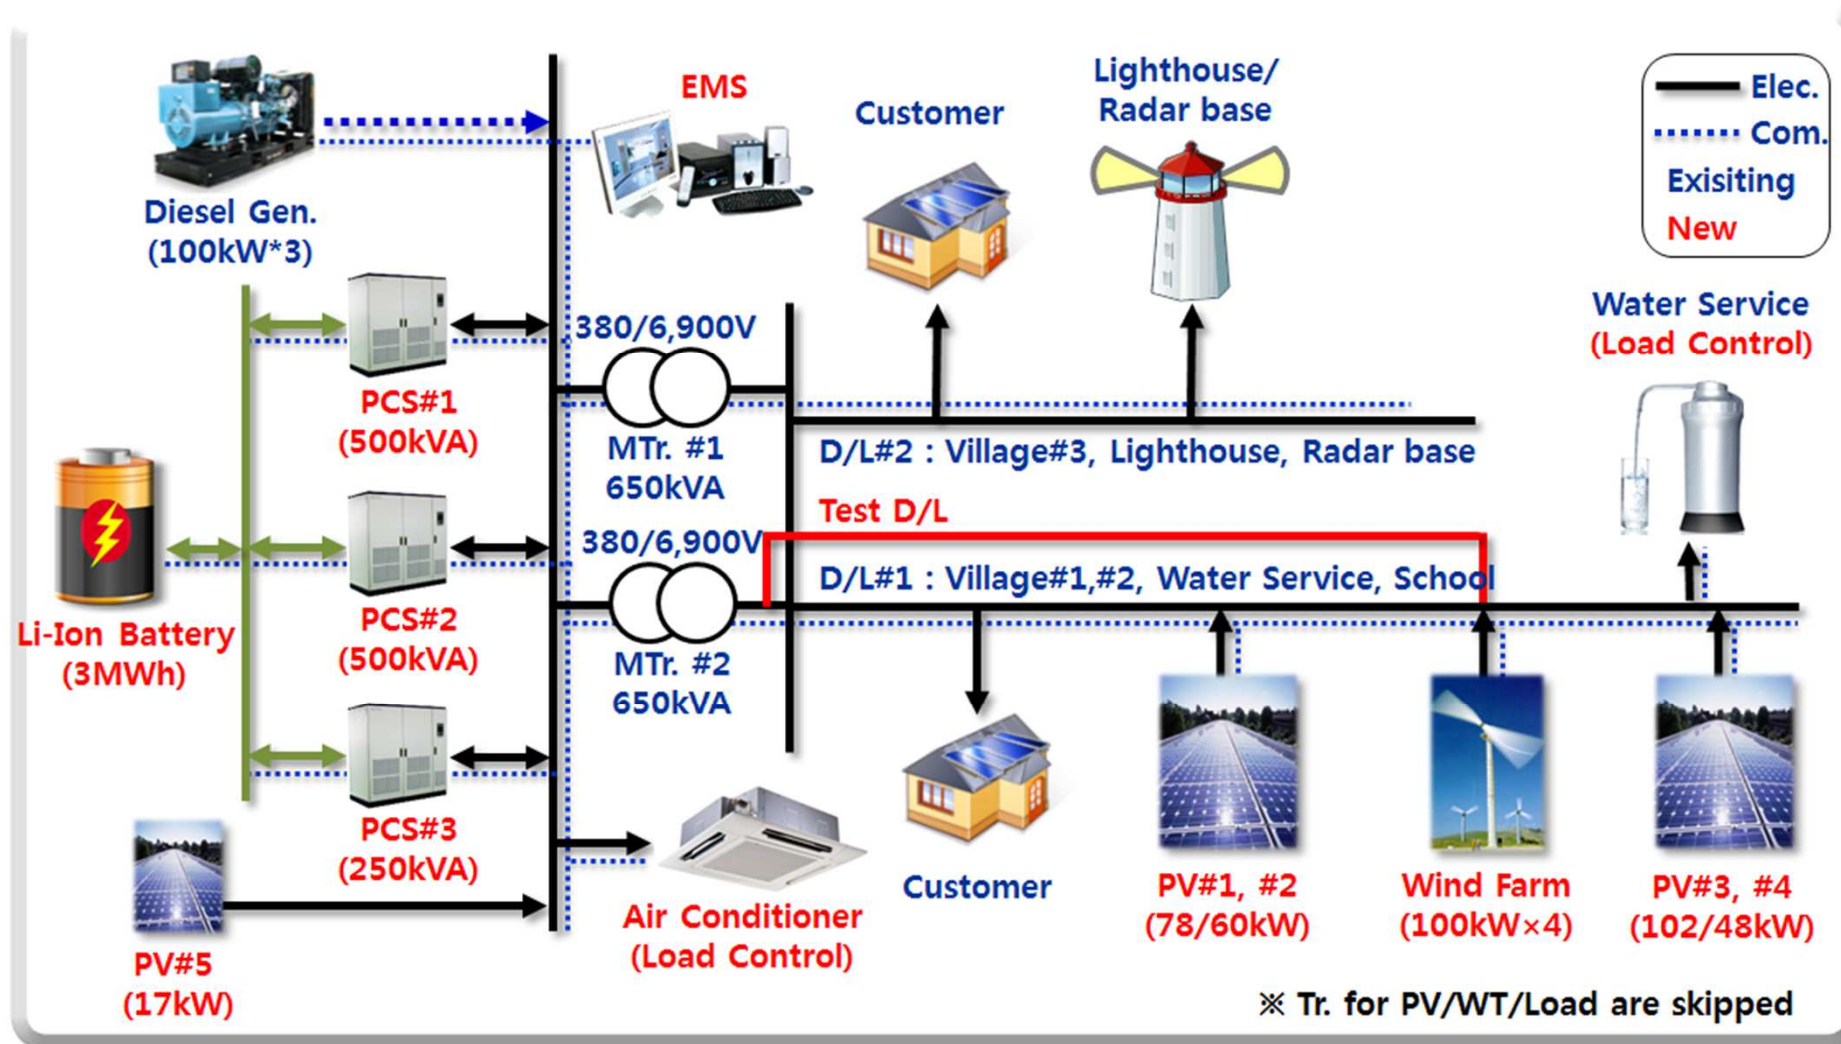 EMS
Customer
Lighthouse/
Radar base
Elec.
Com.
Exisiting
New
Diesel Gen.
(100kW*3)
Water Service
(Load Control)
380/6,900V
PCS#1
(500kVA)
MTr. #1
650kVA
D/L#2 : Village#3, Lighthouse, Radar base
Test D/L
380/6,900V
D/L#1 : Village#1,#2, Water Service, School
Li-Ion Battery
(3MWh)
PCS#2
(500kVA)
MTr. #2
650kVA
PCS#3
(250kVA)
Customer
PV#1, #2
(78/60kW)
Wind Farm
(100kW×4)
PV#3, #4
(102/48kW)
Air Conditioner
(Load Control)
PV#5
(17kW)
※ Tr. for PV/WT/Load are skipped